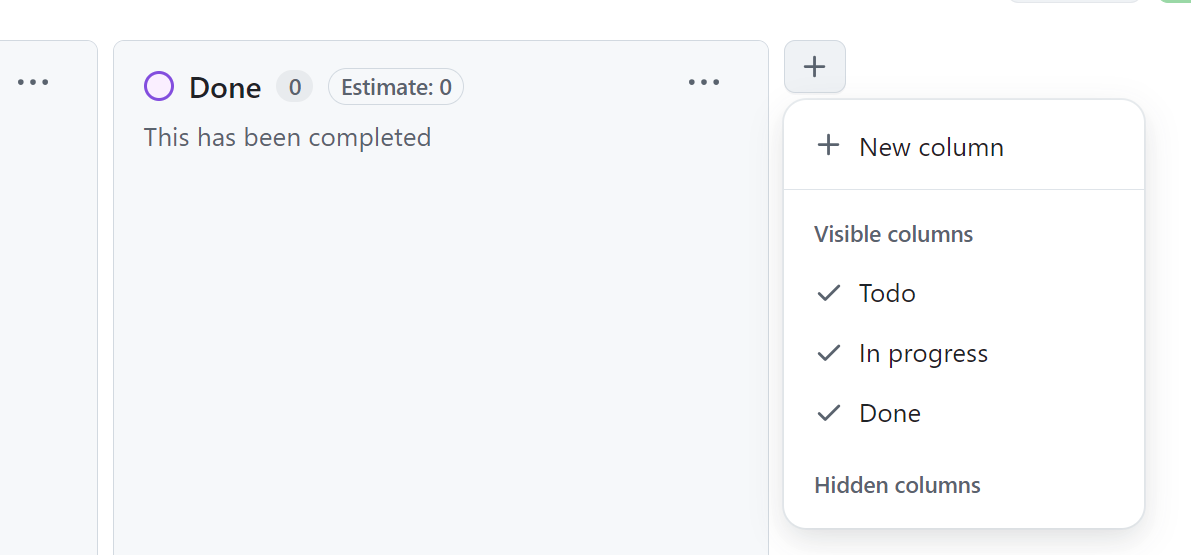 Done 0 Estimate: 0
This has been completed
New column
Visible columns
Todo
In progress
Done
Hidden columns